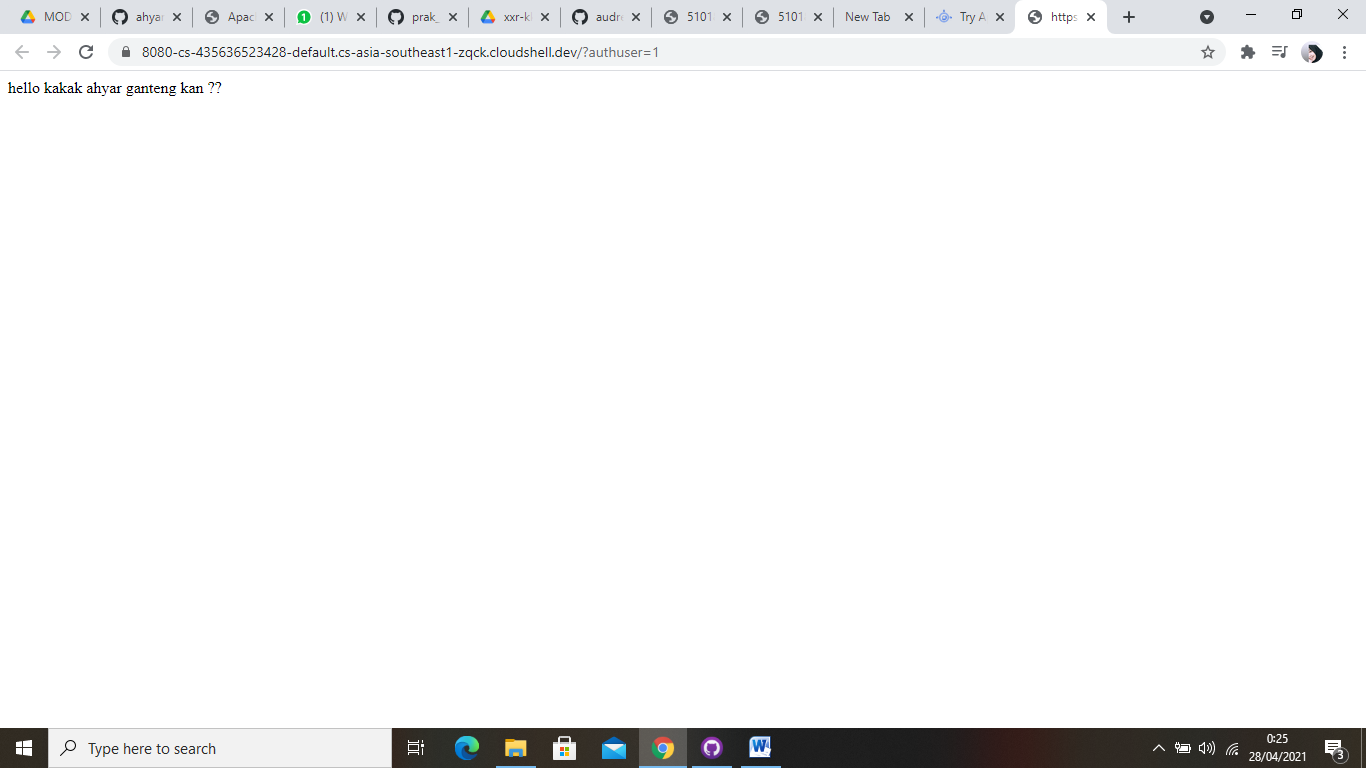 MOD
ahyar
Apac
(1) W
prak_
xxr-k
audre
5101
5101
New Tab
Try A
https
8080-cs-435636523428-default.cs-asia-southeast1-zqck.cloudshell.dev/?authuser=1
hello kakak ahyar ganteng kan ??
Type here to search
0:25
28/04/2021
3